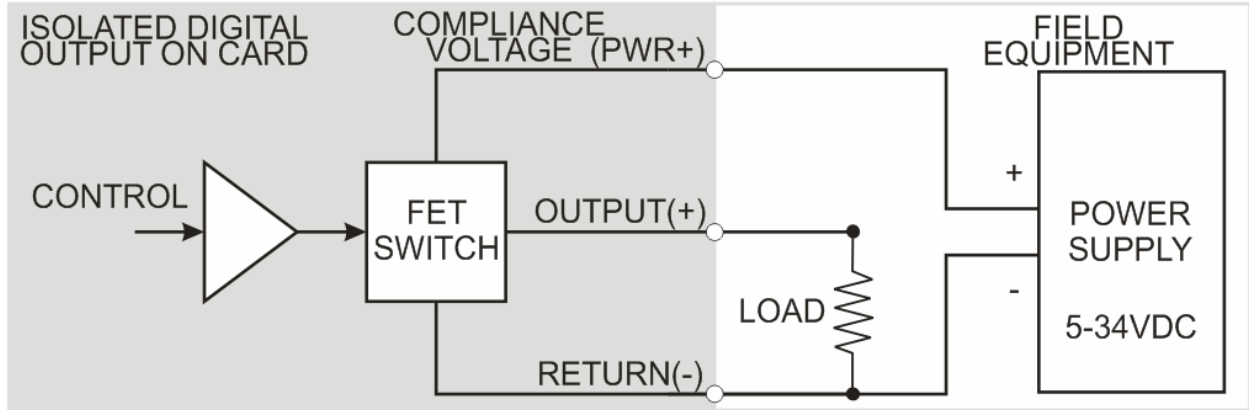 ISOLATED DIGITAL
OUTPUT ON CARD
COMPLIANCE
VOLTAGE (PWR+)
FIELD
EQUIPMENT
CONTROL
FET
SWITCH
OUTPUT(+)
LOAD
RETURN(-)
+
-
POWER
SUPPLY
5-34VDC